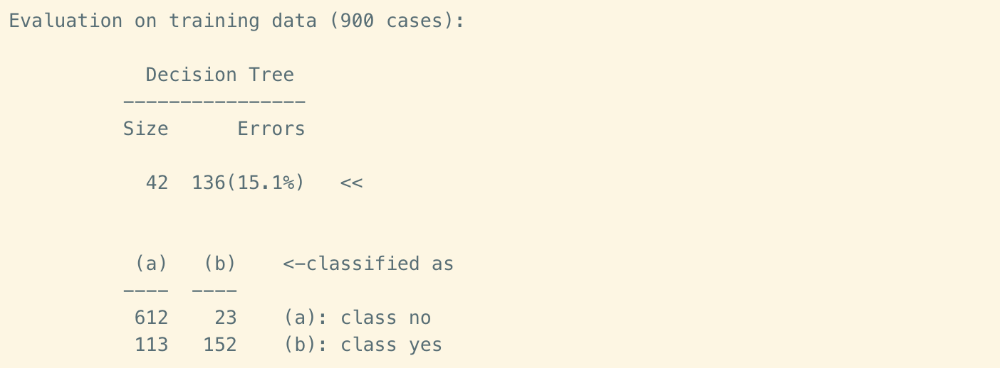 Evaluation on training data (900 cases):
Decision Tree
----------------
Size      Errors
42  136(15.1%)   <<
(a)   (b)    <-classified as
----  ----
612    23    (a): class no
113   152    (b): class yes